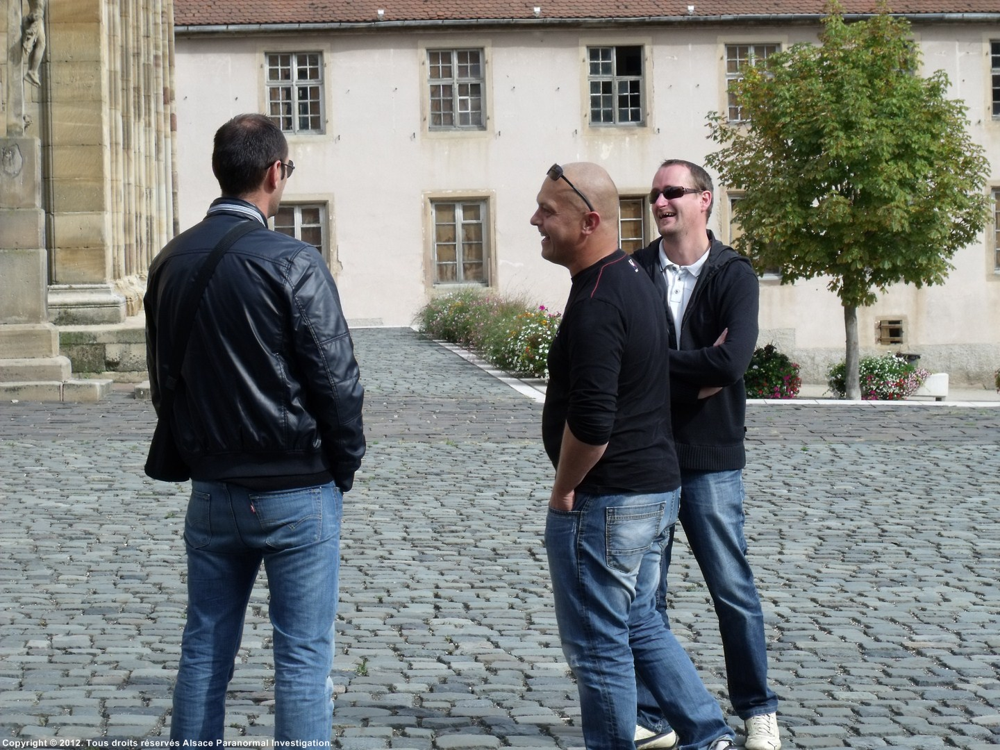 Copyright © 2012. Tous droits réservés Alsace Paranormal Investigation.